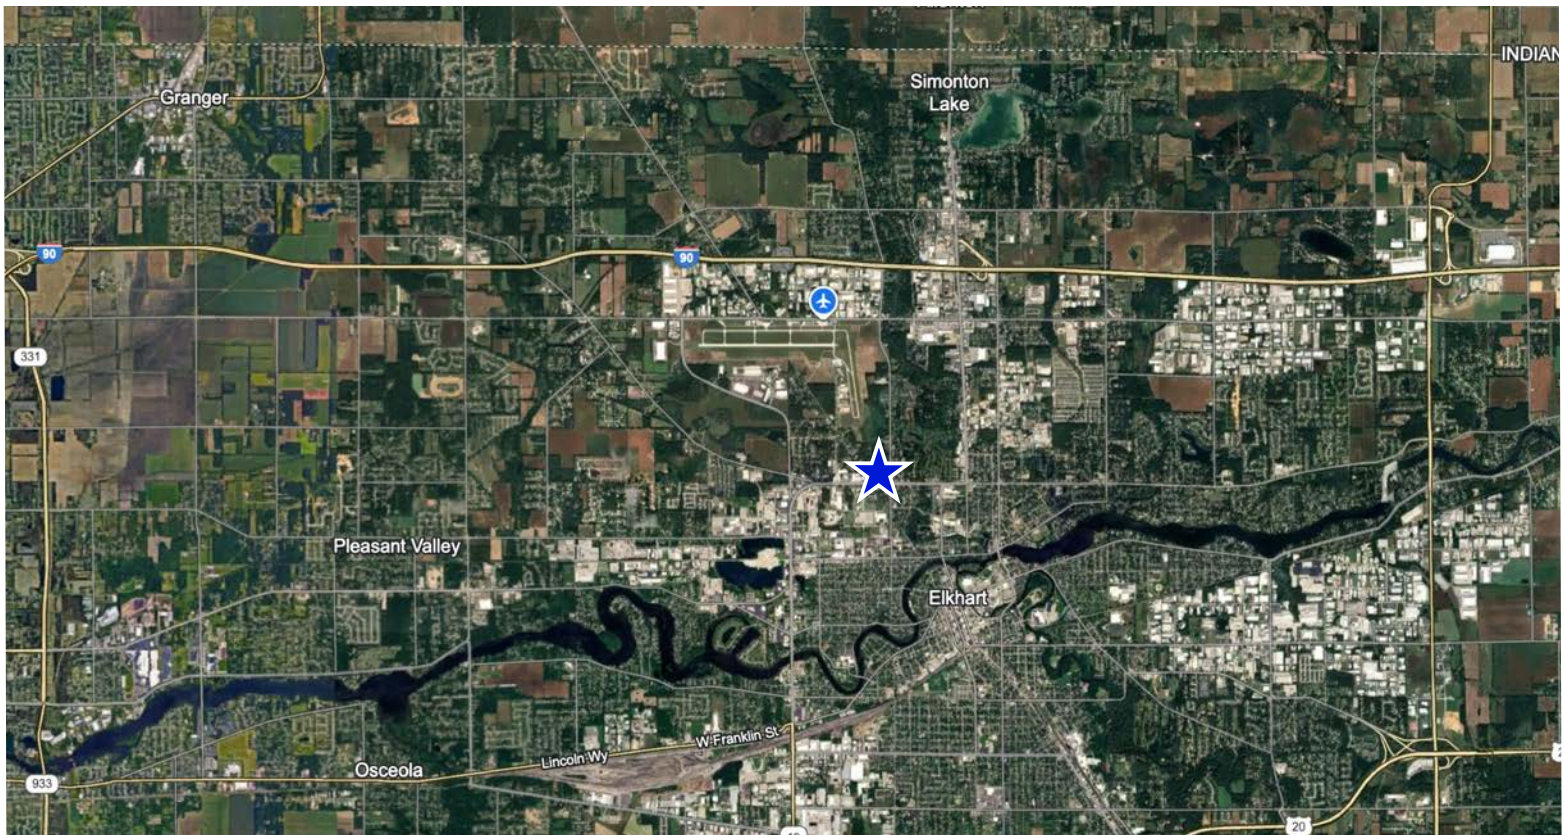 INDIAN
Simonton
Lake
Granger
90
90
331
Pleasant Valley
Elkhart
W Franklin St
Lincoln Wy
Osceola
933
20